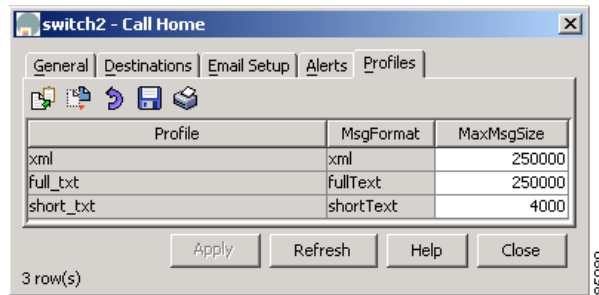 switch2 - Call Home
General Destinations Email Setup Alerts Profiles
Profile MsgFormat MaxMsgSize
xml xml 250000
full_txt fullText 250000
short_txt shortText 4000
Apply Refresh Help Close
3 row(s)